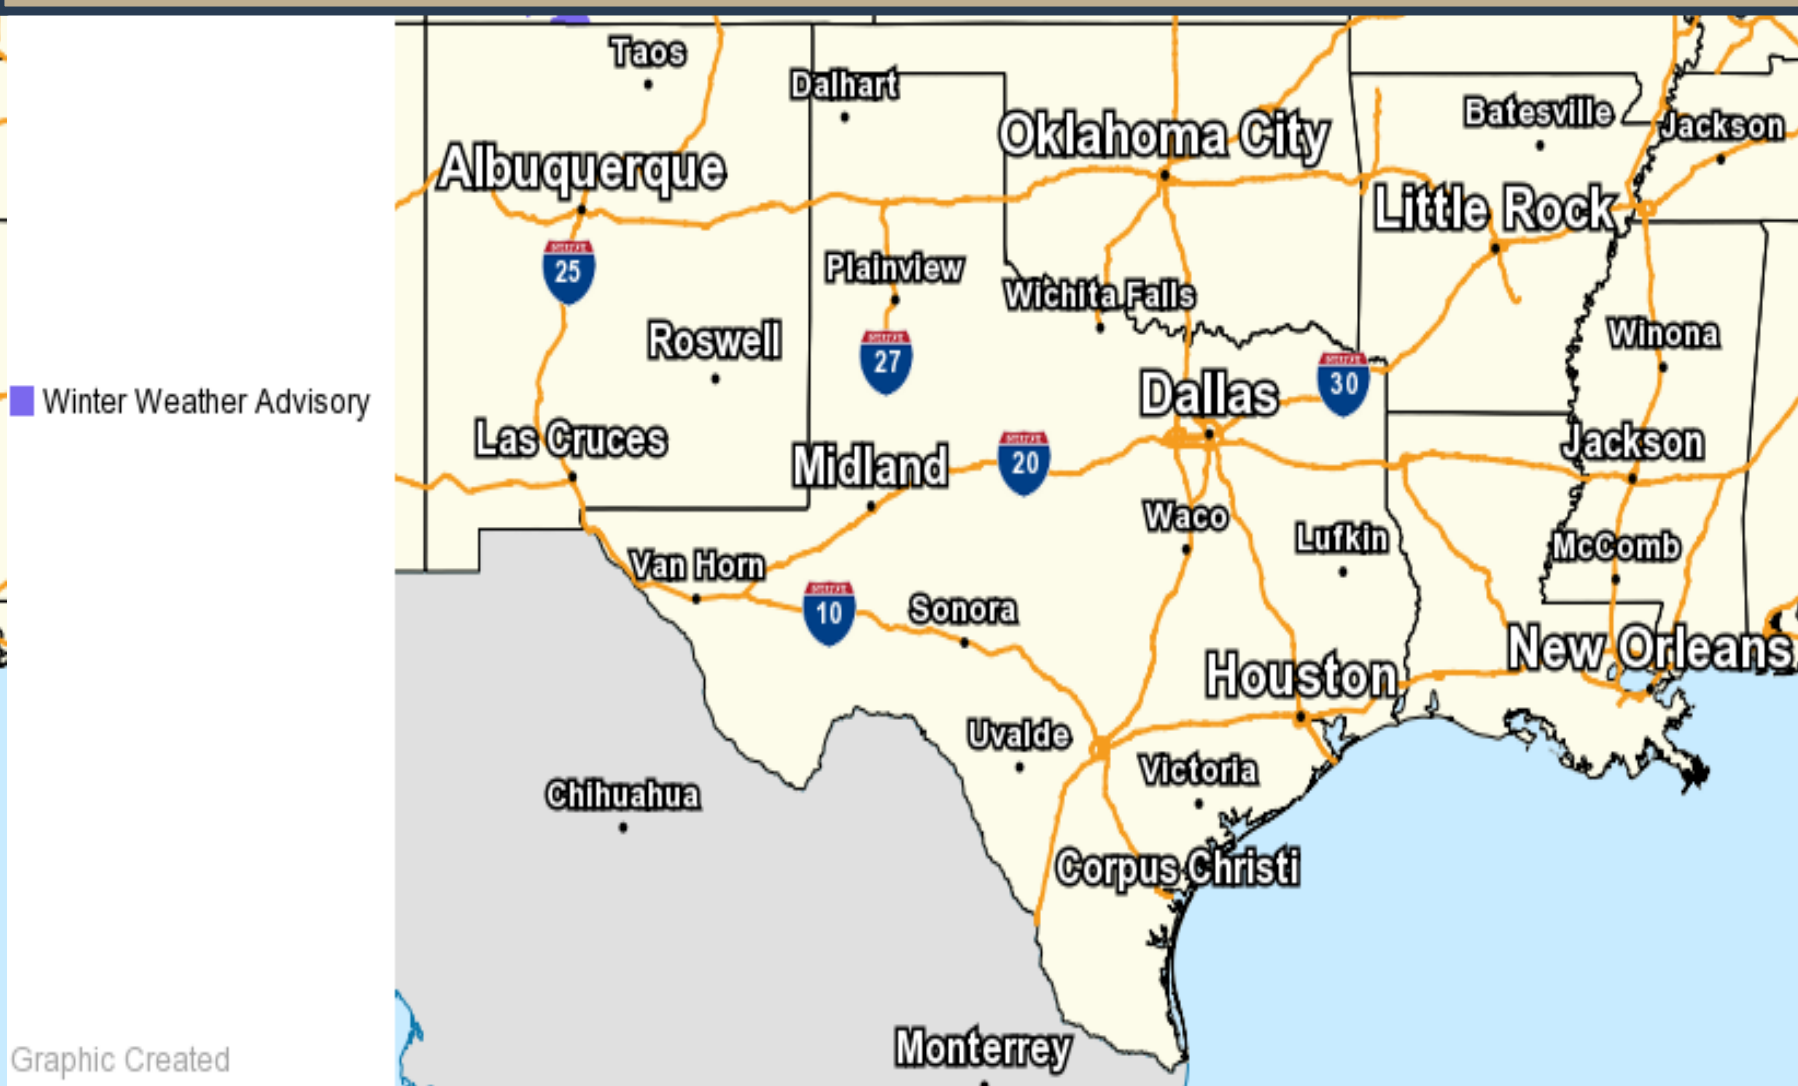 Taos
Dalhart
Oklahoma City
Batesville
Jackson
Albuquerque
Little Rock
25
Plainview
Wichita Falls
Roswell
Winona
27
30
Dallas
Winter Weather Advisory
Las Cruces
Midland
20
Jackson
Waco
Lufkin
McComb
Van Horn
10
Sonora
New Orleans
Houston
Uvalde
Victoria
Chihuahua
Corpus Christi
Monterrey
Graphic Created